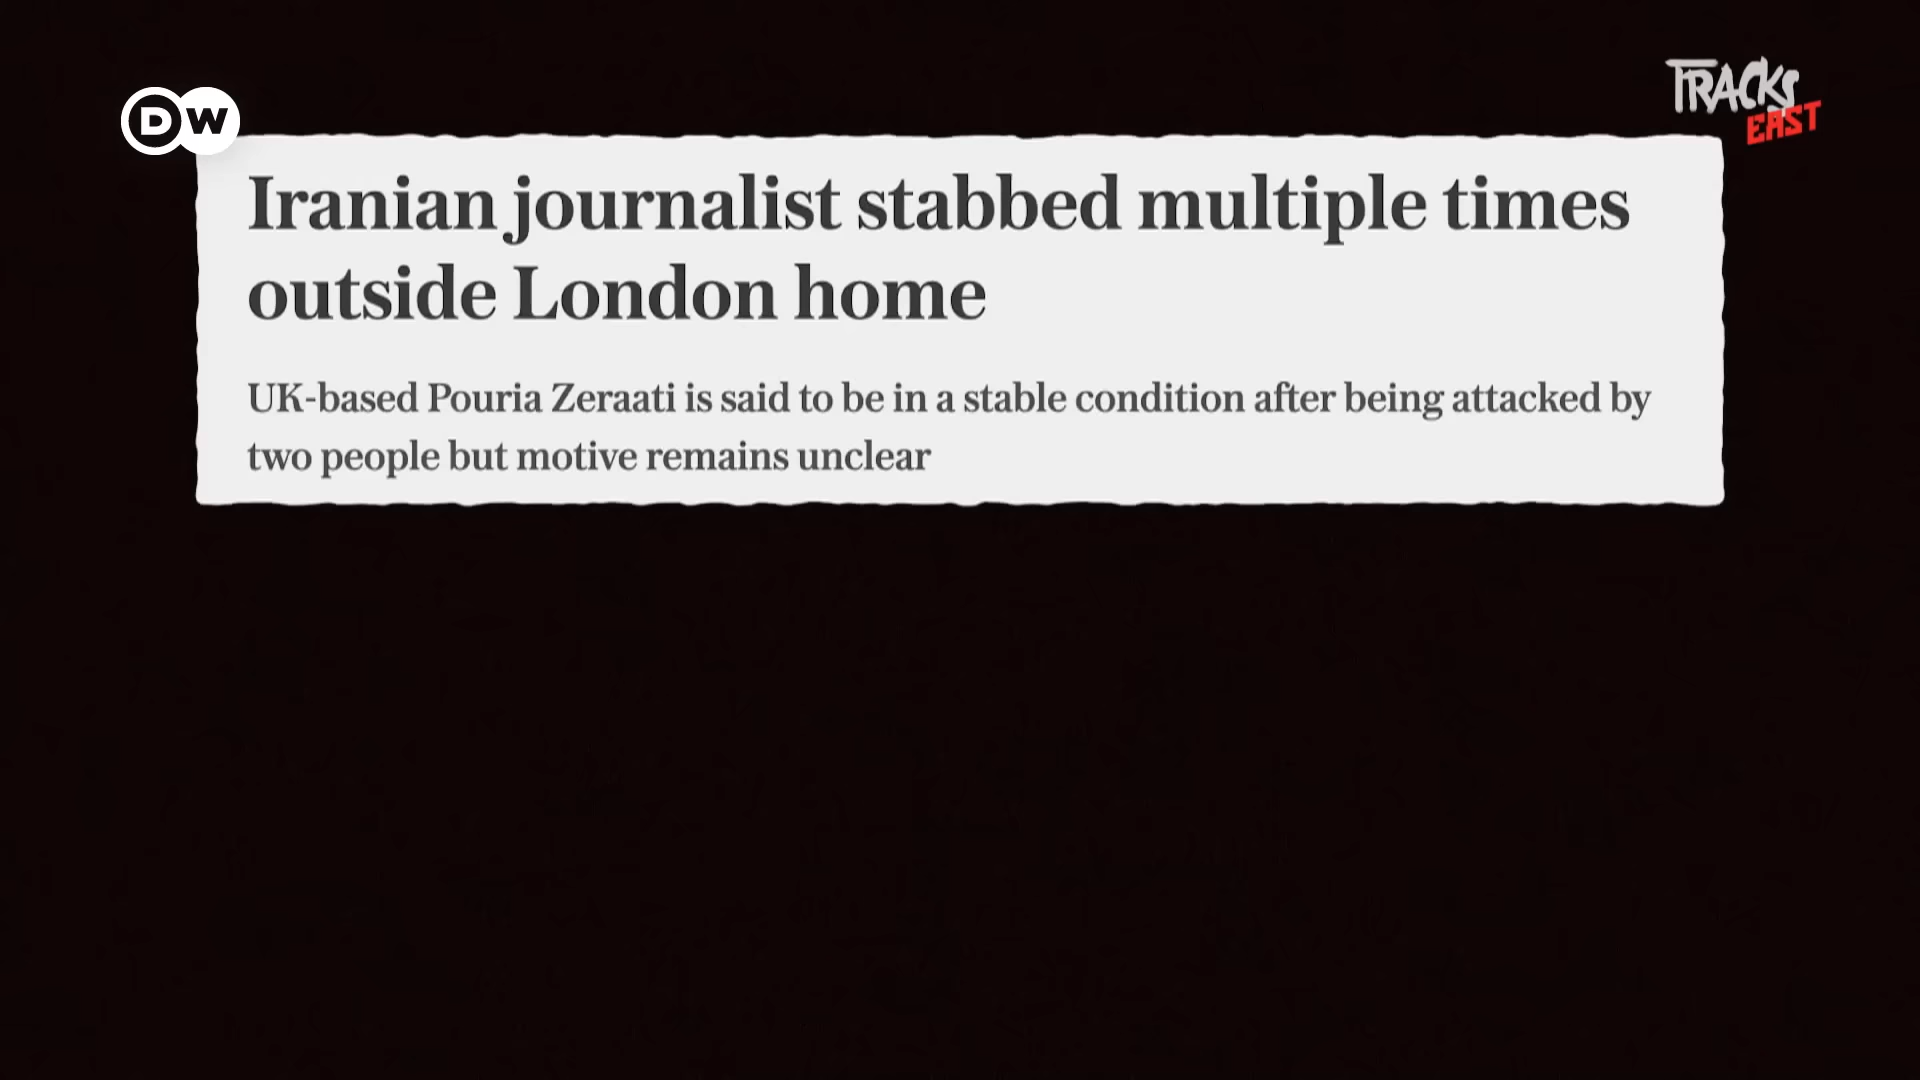 DW
TRACKS
EAST
Iranian journalist stabbed multiple times
outside London home
UK-based Pouria Zeraati is said to be in a stable condition after being attacked by
two people but motive remains unclear